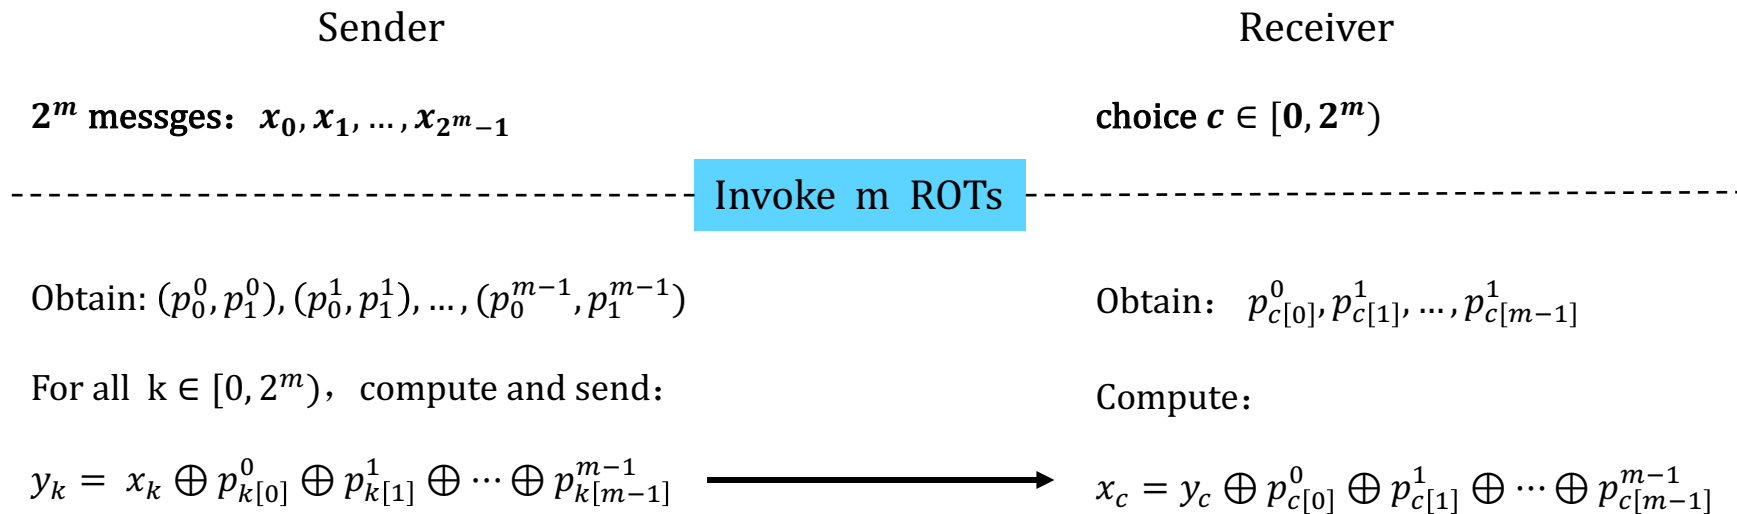 Sender
Receiver
2^m messges：x_0, x_1, …, x_{2^m−1}
choice c ∈ [0, 2^m)
Invoke m ROTs
Obtain: (p_0^0, p_1^0), (p_0^1, p_1^1), …, (p_0^{m−1}, p_1^{m−1})
Obtain： p_{c[0]}^0, p_{c[1]}^1, …, p_{c[m−1]}^1
For all k ∈ [0, 2^m)，compute and send：
Compute：
y_k = x_k ⊕ p_{k[0]}^0 ⊕ p_{k[1]}^1 ⊕ ⋯ ⊕ p_{k[m−1]}^{m−1}
x_c = y_c ⊕ p_{c[0]}^0 ⊕ p_{c[1]}^1 ⊕ ⋯ ⊕ p_{c[m−1]}^{m−1}